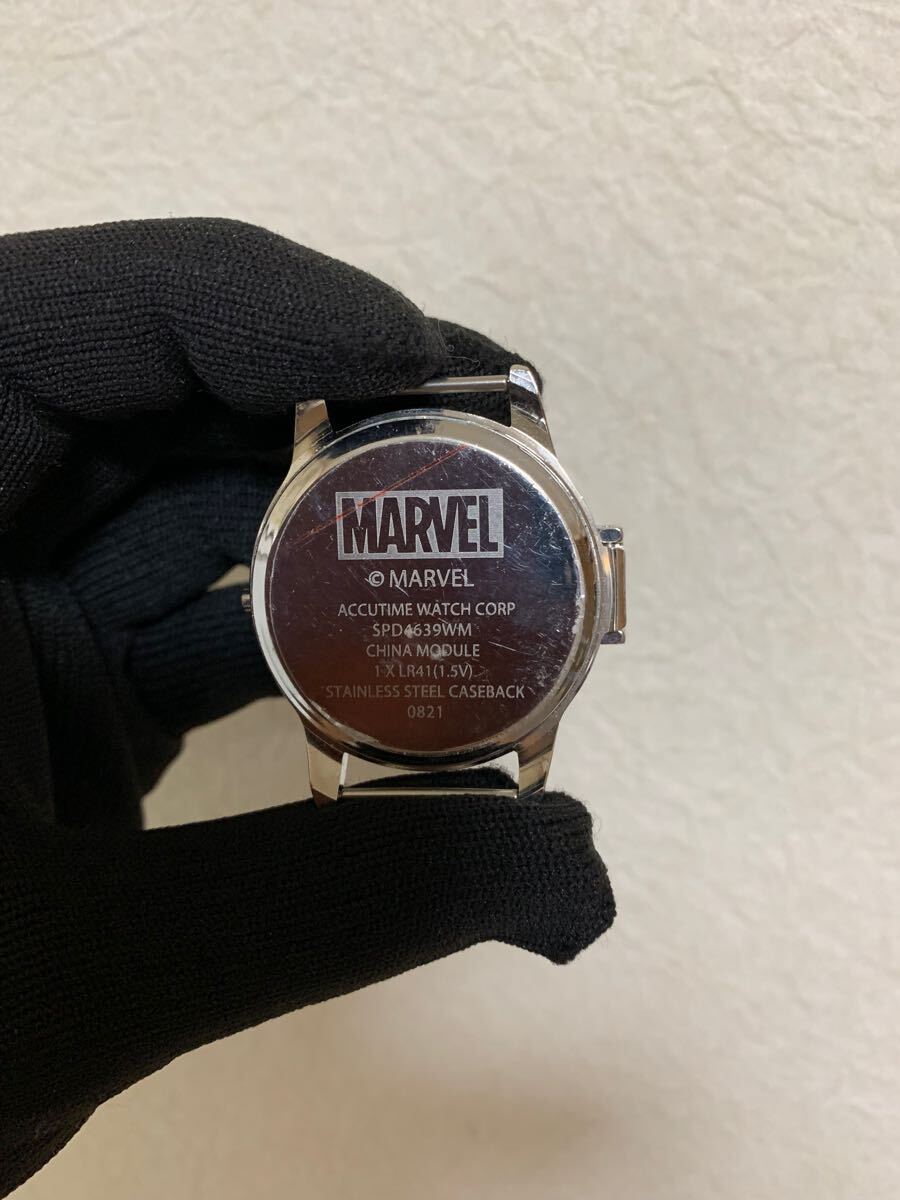 MARVEL
© MARVEL
ACCUTIME WATCH CORP
SPD4639WM
CHINA MODULE
1 X LR41(1.5V)
STAINLESS STEEL CASEBACK
0821